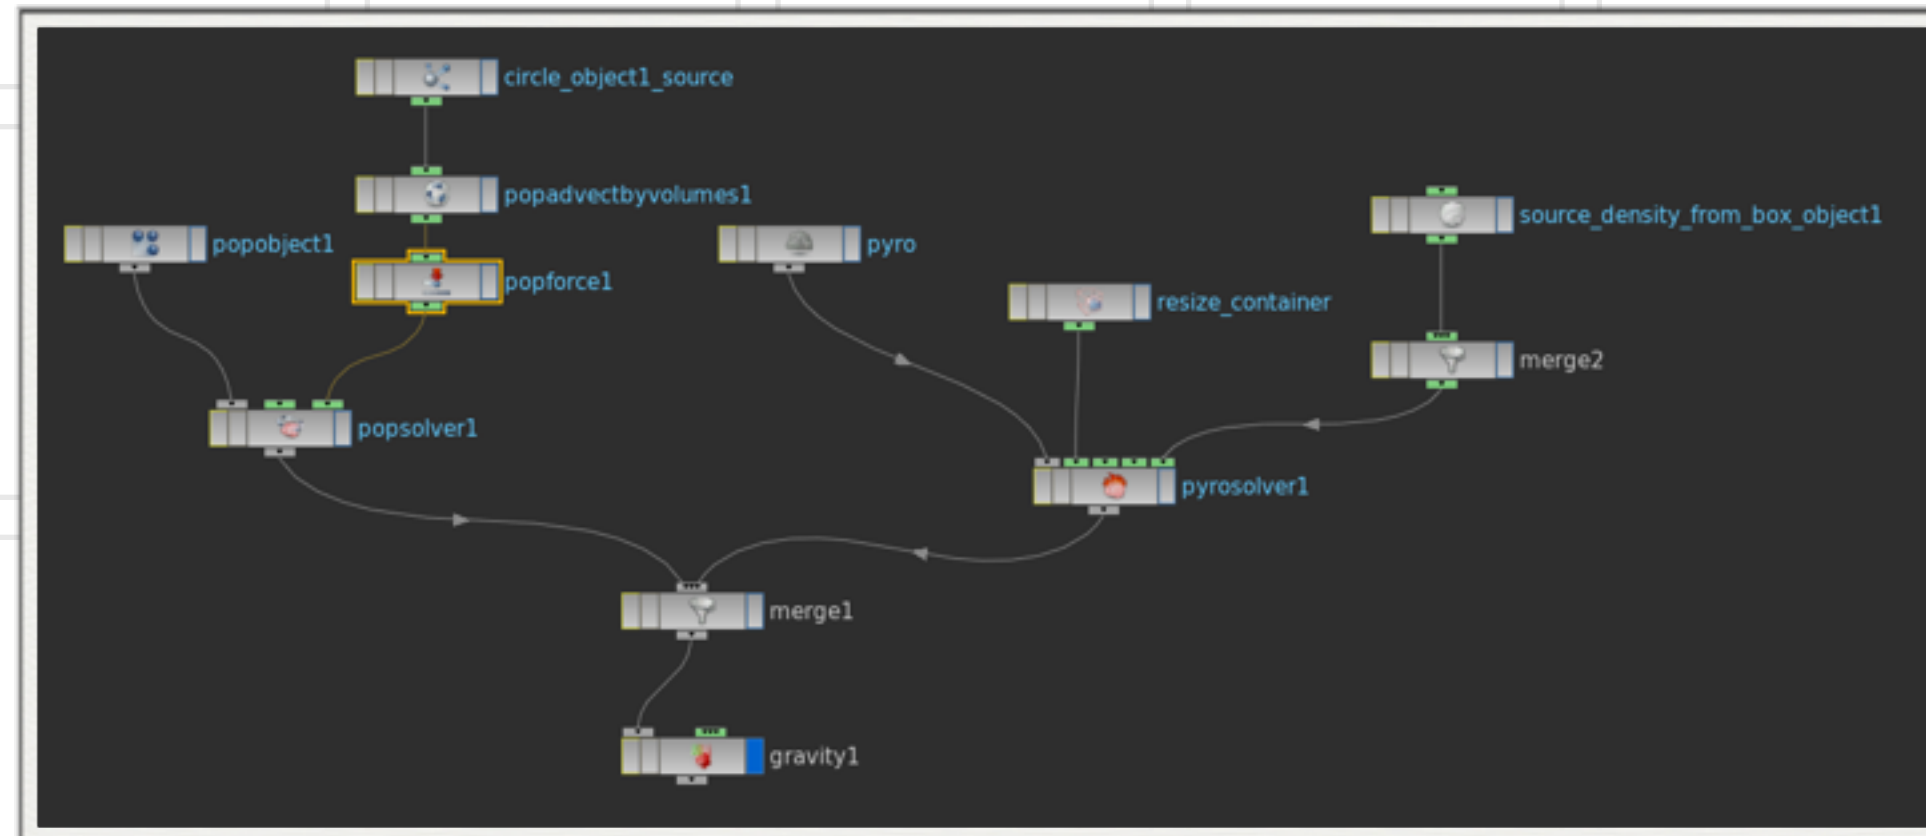 circle_object1_source
popadvectbyvolumes1
source_density_from_box_object1
popobject1
pyro
popforce1
resize_container
merge2
popsolver1
pyrosolver1
merge1
gravity1